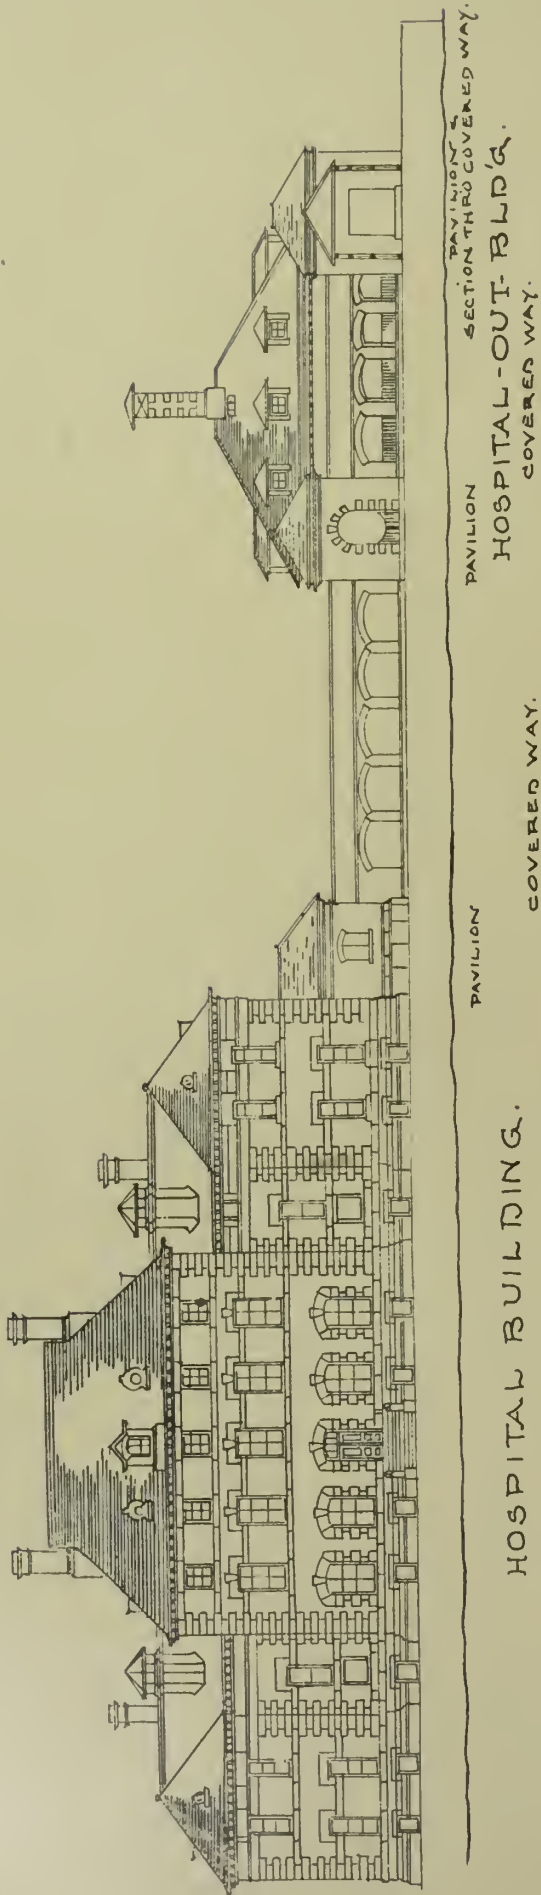 HOSPITAL BUILDING.
PAVILION
COVERED WAY.
PAVILION
PAVILION &
SECTION THRO COVERED WAY.
HOSPITAL-OUT-BLD'G.
COVERED WAY.